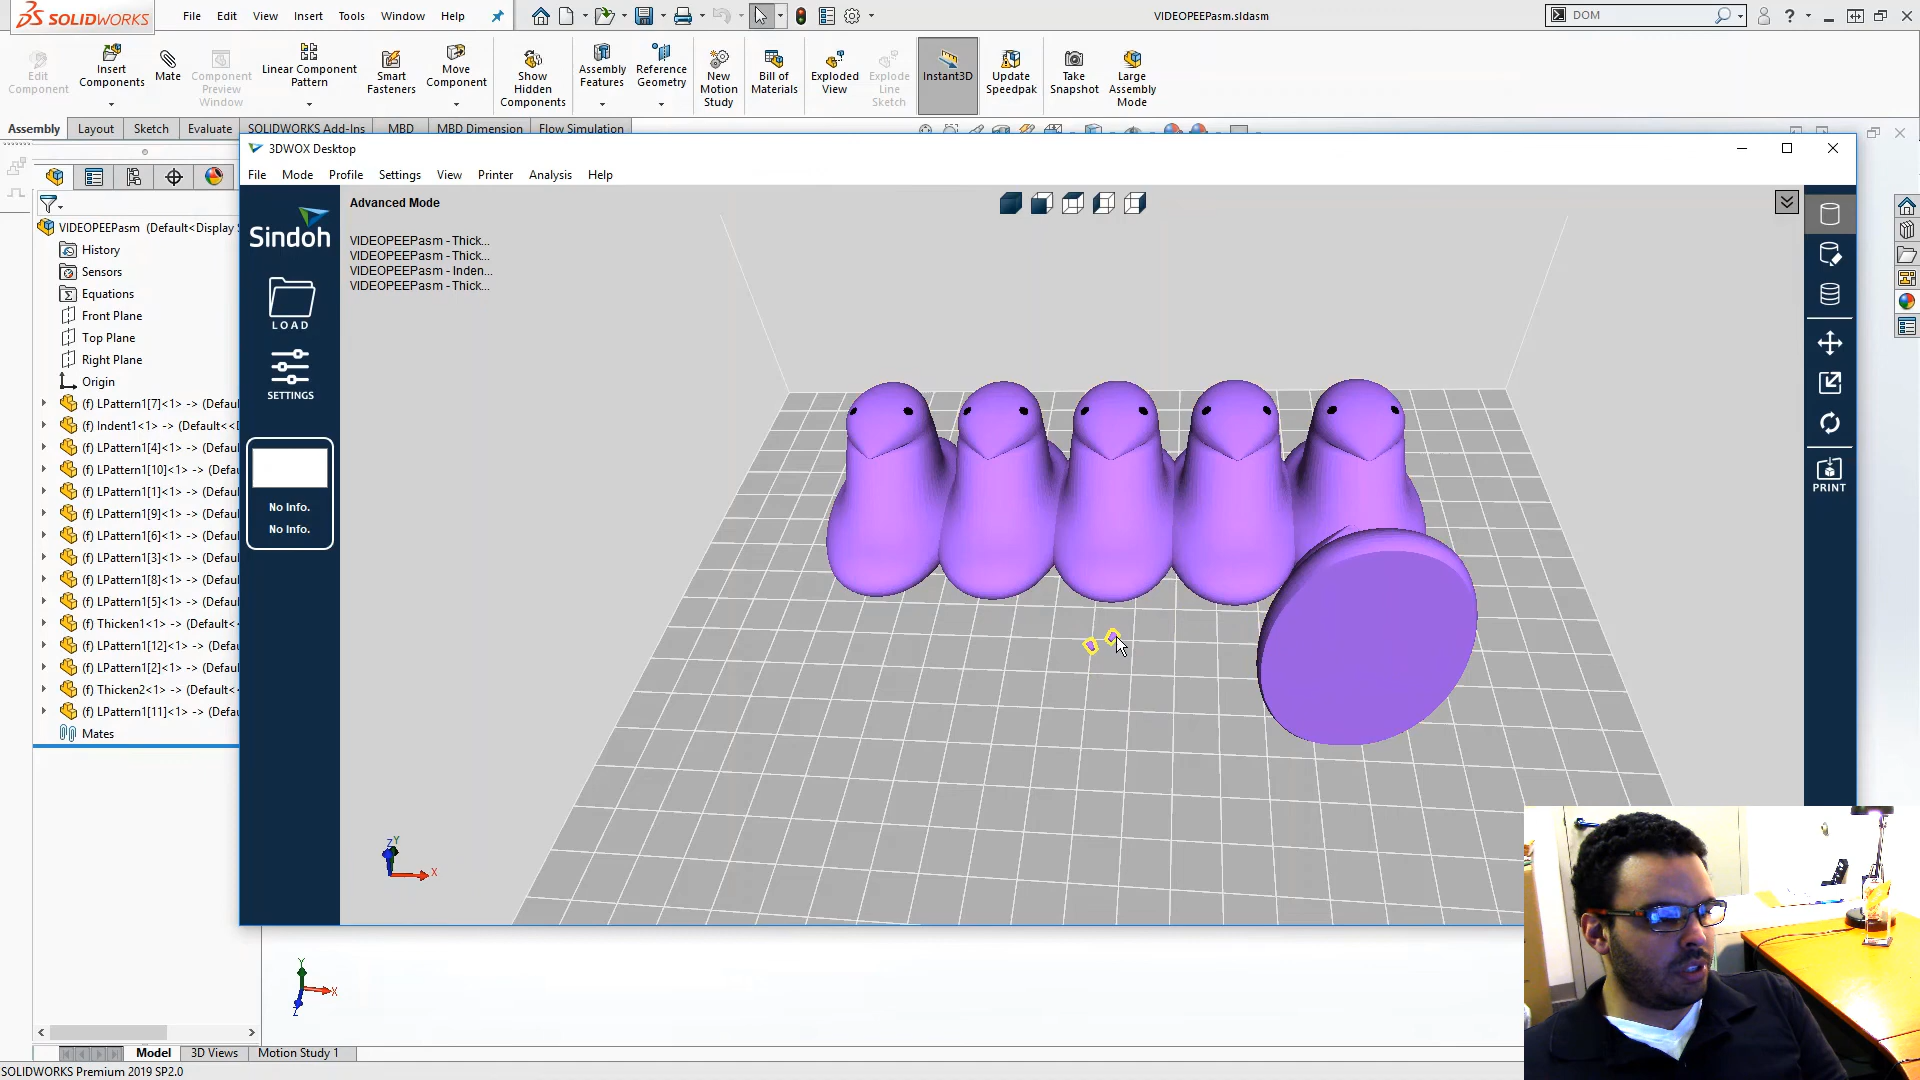 SOLIDWORKS
File Edit View Insert Tools Window Help
VIDEOPEEPasm.sldasm
DOM
Edit Component
Insert Components
Mate
Component Preview Window
Linear Component Pattern
Smart Fasteners
Move Component
Show Hidden Components
Assembly Features
Reference Geometry
New Motion Study
Bill of Materials
Exploded View
Explode Line Sketch
Instant3D
Update Speedpak
Take Snapshot
Large Assembly Mode
Assembly Layout Sketch Evaluate SOLIDWORKS Add-Ins MBD MBD Dimension Flow Simulation
3DWOX Desktop
File Mode Profile Settings View Printer Analysis Help
Sindoh
LOAD
SETTINGS
No Info.
No Info.
Advanced Mode
VIDEOPEEPasm - Thick...
VIDEOPEEPasm - Thick...
VIDEOPEEPasm - Inden...
VIDEOPEEPasm - Thick...
PRINT
Z Y
X
VIDEOPEEPasm (Default<Display
History
Sensors
Equations
Front Plane
Top Plane
Right Plane
Origin
(f) LPattern1[7]<1> -> (Defaul
(f) Indent1<1> -> (Default<<
(f) LPattern1[4]<1> -> (Defaul
(f) LPattern1[10]<1> -> (Defau
(f) LPattern1[1]<1> -> (Defaul
(f) LPattern1[9]<1> -> (Defaul
(f) LPattern1[6]<1> -> (Defaul
(f) LPattern1[3]<1> -> (Defaul
(f) LPattern1[8]<1> -> (Defaul
(f) LPattern1[5]<1> -> (Defaul
(f) Thicken1<1> -> (Default<
(f) LPattern1[12]<1> -> (Defau
(f) LPattern1[2]<1> -> (Defaul
(f) Thicken2<1> -> (Default<
(f) LPattern1[11]<1> -> (Defau
Mates
Y
X
Z
Model 3D Views Motion Study 1
SOLIDWORKS Premium 2019 SP2.0